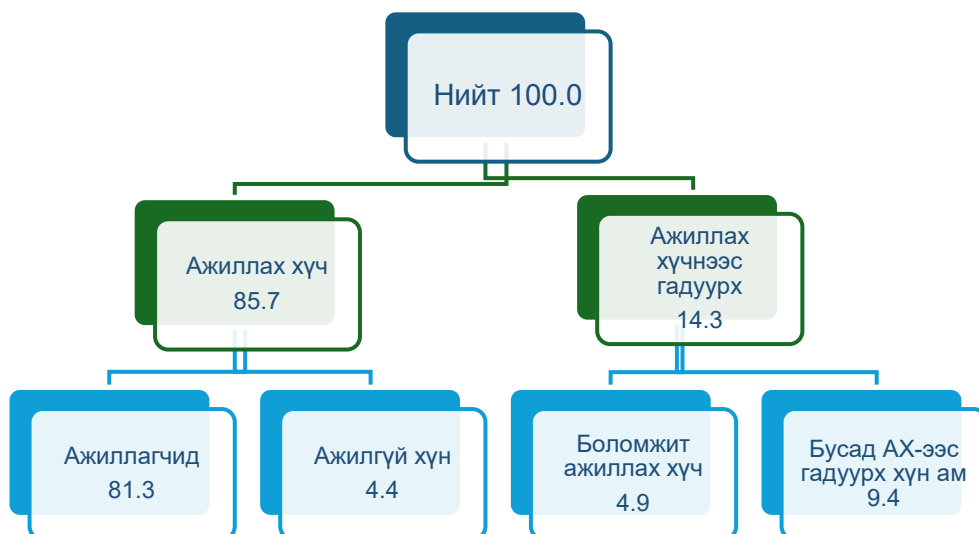 Нийт 100.0
Ажиллах хүч
85.7
Ажиллах
хүчнээс
гадуурх
14.3
Ажиллагчид
81.3
Ажилгүй хүн
4.4
Боломжит
ажиллах хүч
4.9
Бусад АХ-ээс
гадуурх хүн ам
9.4